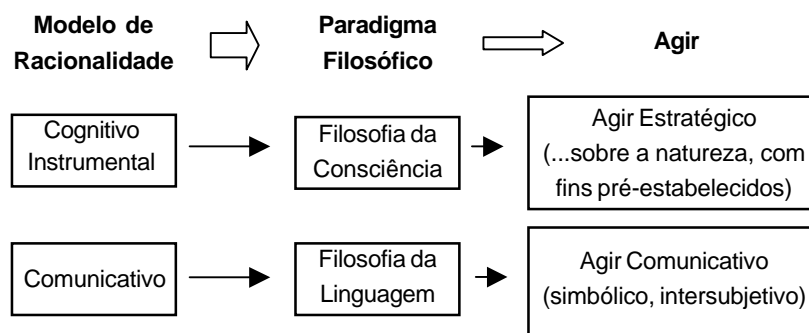 Modelo de
Racionalidade
Paradigma
Filosófico
Agir
Cognitivo
Instrumental
Filosofia da
Consciência
Agir Estratégico
(...sobre a natureza, com
fins pré-estabelecidos)
Comunicativo
Filosofia da
Linguagem
Agir Comunicativo
(simbólico, intersubjetivo)